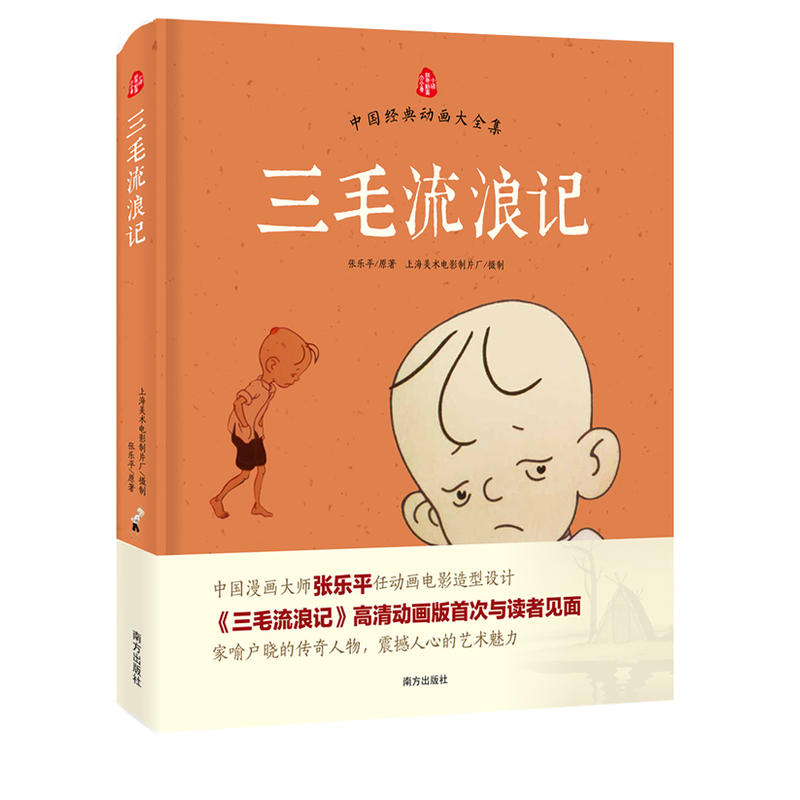 中国经典动画大全集
三毛流浪记
张乐平/原著 上海美术电影制片厂/摄制
中国漫画大师张乐平任动画电影造型设计
《三毛流浪记》高清动画版首次与读者见面
家喻户晓的传奇人物，震撼人心的艺术魅力
南方出版社
三毛流浪记
上海美术电影制片厂/摄制
张乐平/原著
南方出版社